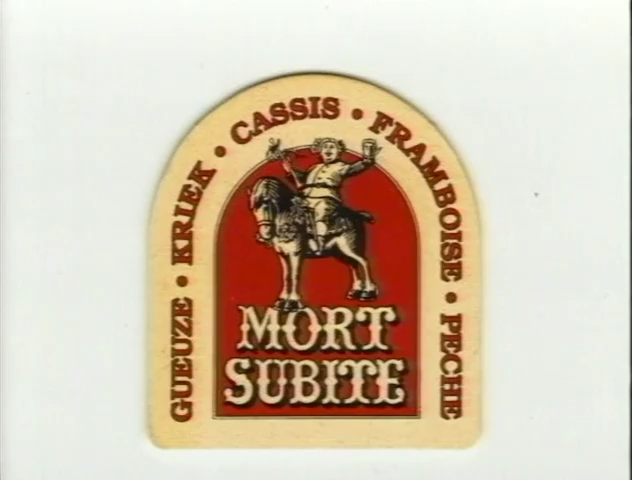 GUEUZE • KRIEK • CASSIS • FRAMBOISE • PECHE
MORT
SUBITE